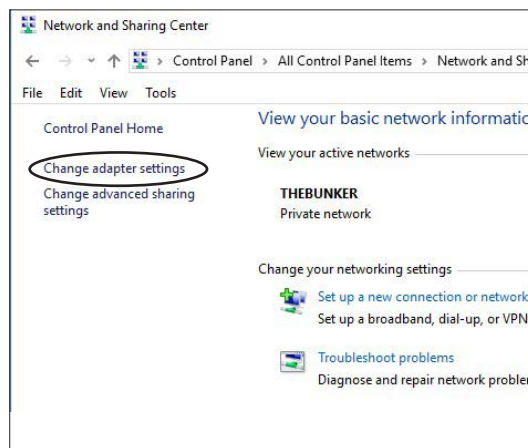 Network and Sharing Center
Control Panel > All Control Panel Items > Network and Sh
File Edit View Tools
Control Panel Home
Change adapter settings
Change advanced sharing
settings
View your basic network informatio
View your active networks
THEBUNKER
Private network
Change your networking settings
Set up a new connection or network
Set up a broadband, dial-up, or VPN
Troubleshoot problems
Diagnose and repair network problem